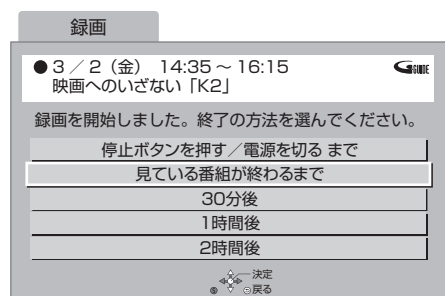 録画
●3／2（金） 14:35～16:15
G GUIDE
映画へのいざない「K2」
録画を開始しました。終了の方法を選んでください。
停止ボタンを押す／電源を切る まで
見ている番組が終わるまで
30分後
1時間後
2時間後
決定
S 戻る